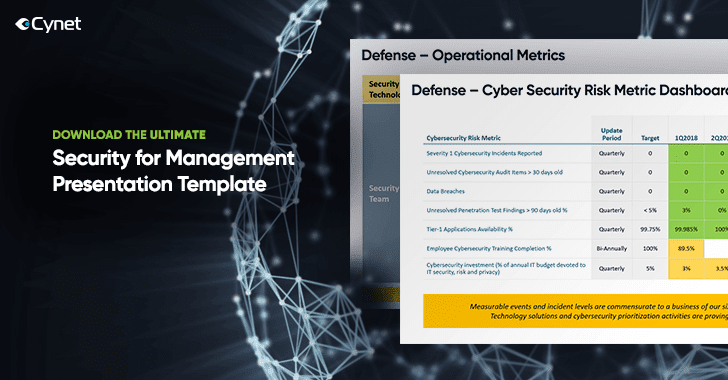 Cynet
DOWNLOAD THE ULTIMATE
Security for Management
Presentation Template
Defense – Operational Metrics
Security
Technolo
Security
Team
Defense – Cyber Security Risk Metric Dashboar
Cybersecurity Risk Metric Update Period Target 1Q2018 2Q20
Severity 1 Cybersecurity Incidents Reported Quarterly 0 0 0
Unresolved Cybersecurity Audit Items > 30 days old Quarterly 0 0 0
Data Breaches Quarterly 0 0 0
Unresolved Penetration Test Findings > 90 days old % Quarterly < 5% 3% 0%
Tier-1 Applications Availability % Quarterly 99.75% 99.985% 100%
Employee Cybersecurity Training Completion % Bi-Annually 100% 89.5%
Cybersecurity investment (% of annual IT budget devoted to
IT security, risk and privacy) Quarterly 5% 3% 3.5%
Measurable events and incident levels are commensurate to a business of our si
Technology solutions and cybersecurity prioritization activities are proving